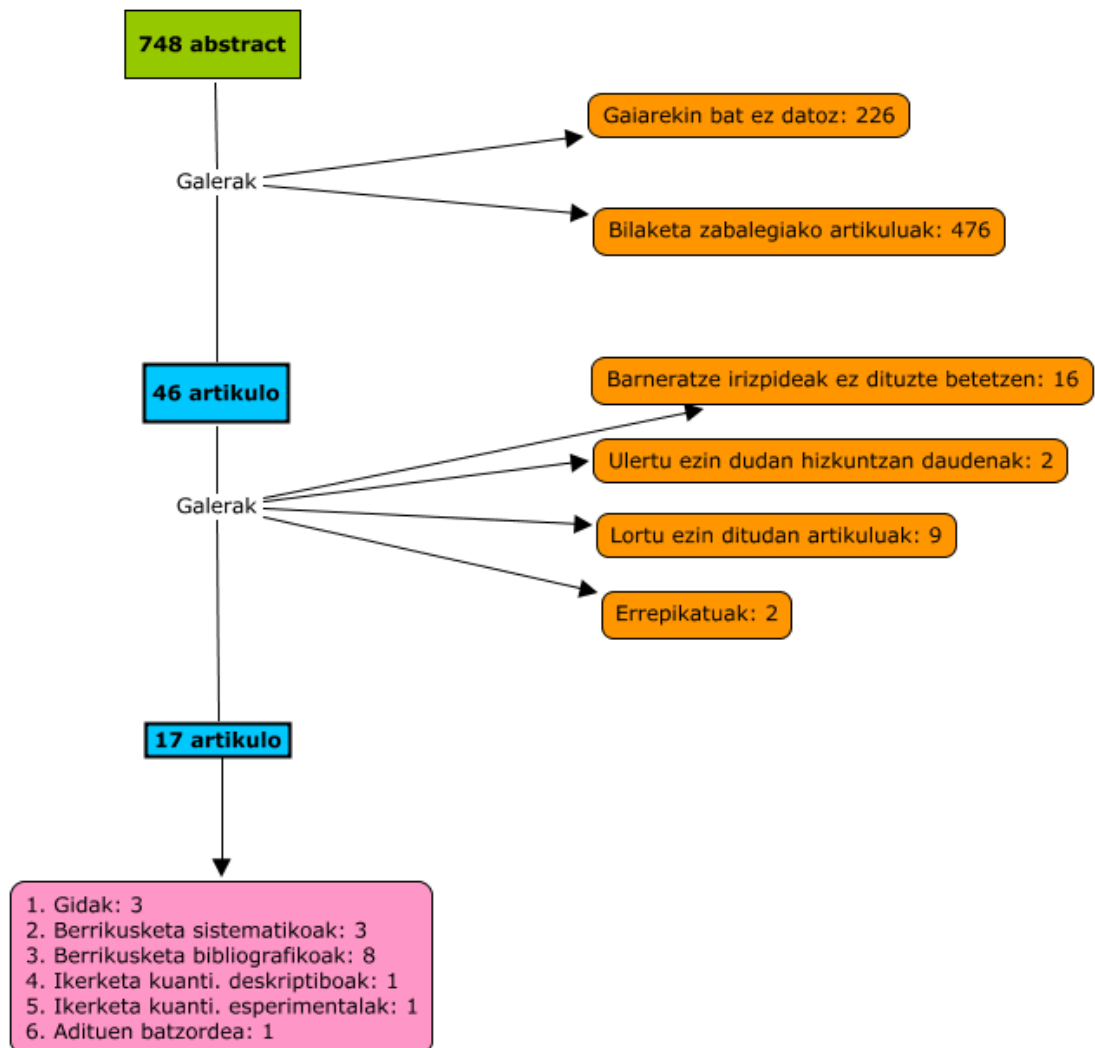 748 abstract
Gaiarekin bat ez datoz: 226
Galerak
Bilaketa zabalegiako artikuluak: 476
46 artikulo
Barneratze irizpideak ez dituzte betetzen: 16
Ulertu ezin dudan hizkuntzan daudenak: 2
Galerak
Lortu ezin ditudan artikuluak: 9
Errepikatuak: 2
17 artikulo
1. Gidak: 3
2. Berrikusketa sistematikoak: 3
3. Berrikusketa bibliografikoak: 8
4. Ikerketa kuanti. deskriptiboak: 1
5. Ikerketa kuanti. esperimentalak: 1
6. Adituen batzordea: 1